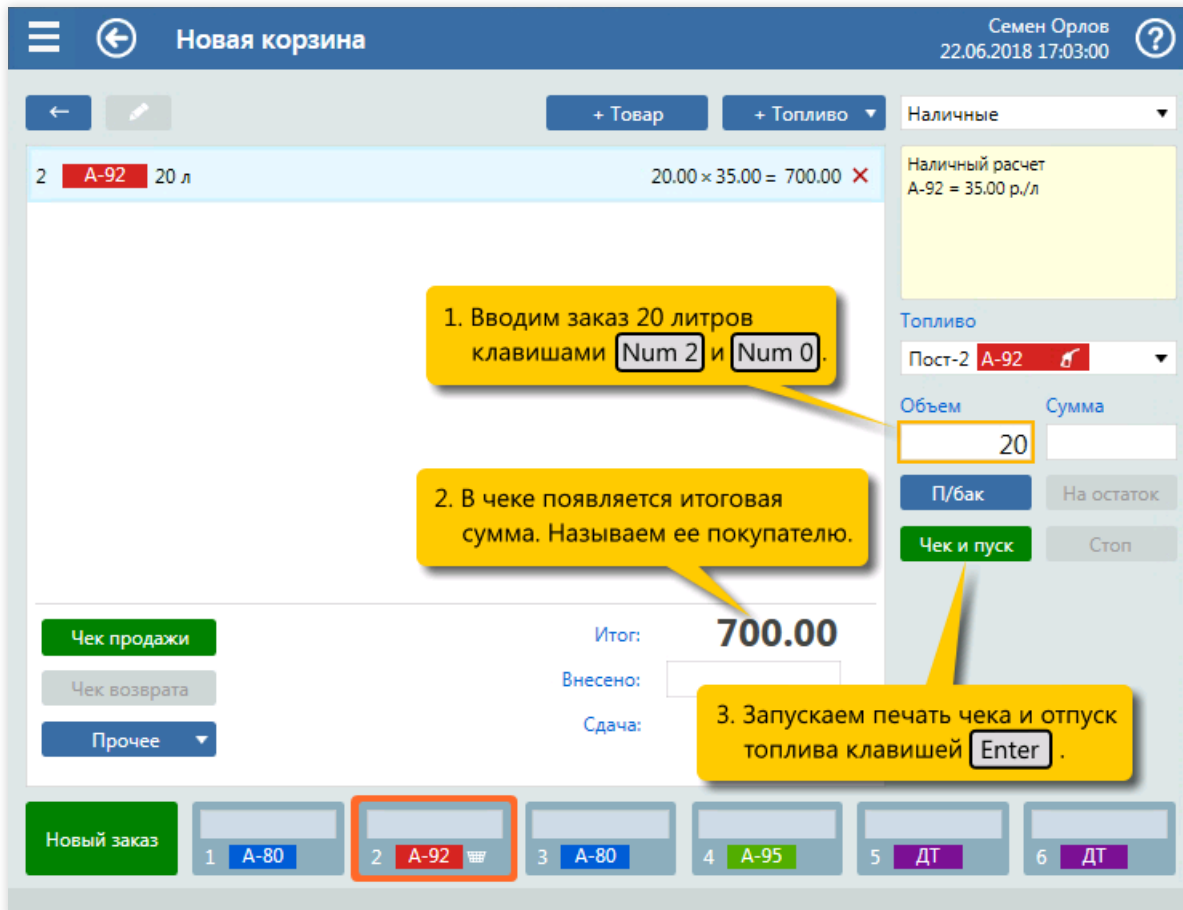 Новая корзина
Семен Орлов
22.06.2018 17:03:00
?
+ Товар
+ Топливо
Наличные
2 А-92 20 л 20.00 × 35.00 = 700.00
Наличный расчет
А-92 = 35.00 р./л
1. Вводим заказ 20 литров
клавишами Num 2 и Num 0.
Топливо
Пост-2 А-92
Объем Сумма
20
П/бак На остаток
2. В чеке появляется итоговая
сумма. Называем ее покупателю.
Чек и пуск Стоп
Чек продажи
Итог: 700.00
Чек возврата
Внесено:
Прочее
Сдача:
3. Запускаем печать чека и отпуск
топлива клавишей Enter .
Новый заказ
1 А-80
2 А-92
3 А-80
4 А-95
5 ДТ
6 ДТ